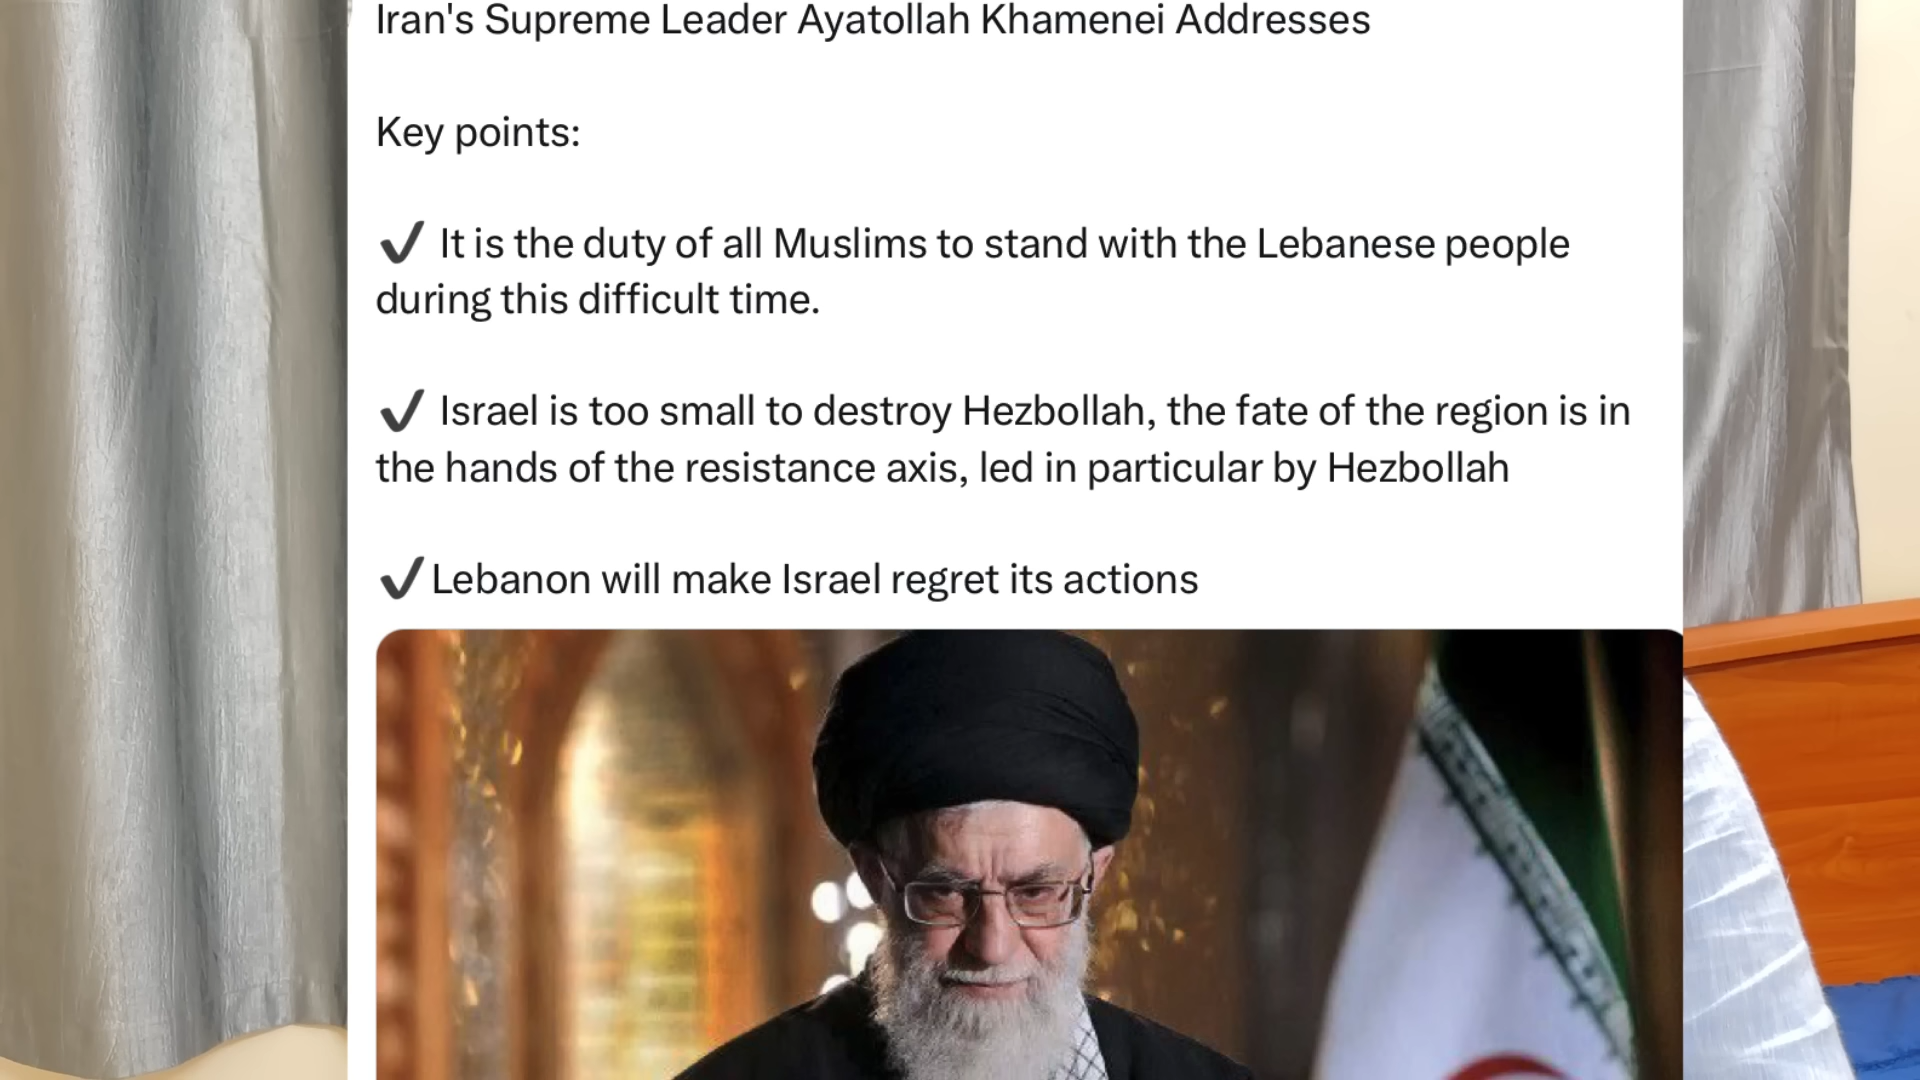 Iran's Supreme Leader Ayatollah Khamenei Addresses
Key points:
✔ It is the duty of all Muslims to stand with the Lebanese people
during this difficult time.
✔ Israel is too small to destroy Hezbollah, the fate of the region is in
the hands of the resistance axis, led in particular by Hezbollah
✔Lebanon will make Israel regret its actions